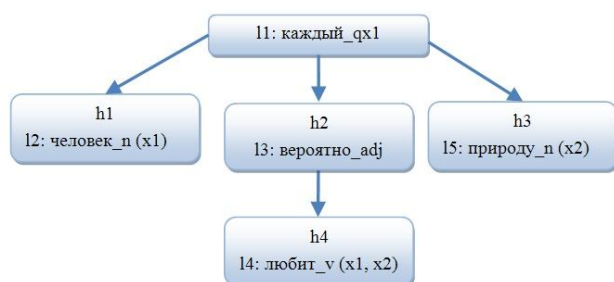 l1: каждый_qx1
h1
l2: человек_n (x1)
h2
l3: вероятно_adj
h3
l5: природу_n (x2)
h4
l4: любит_v (x1, x2)